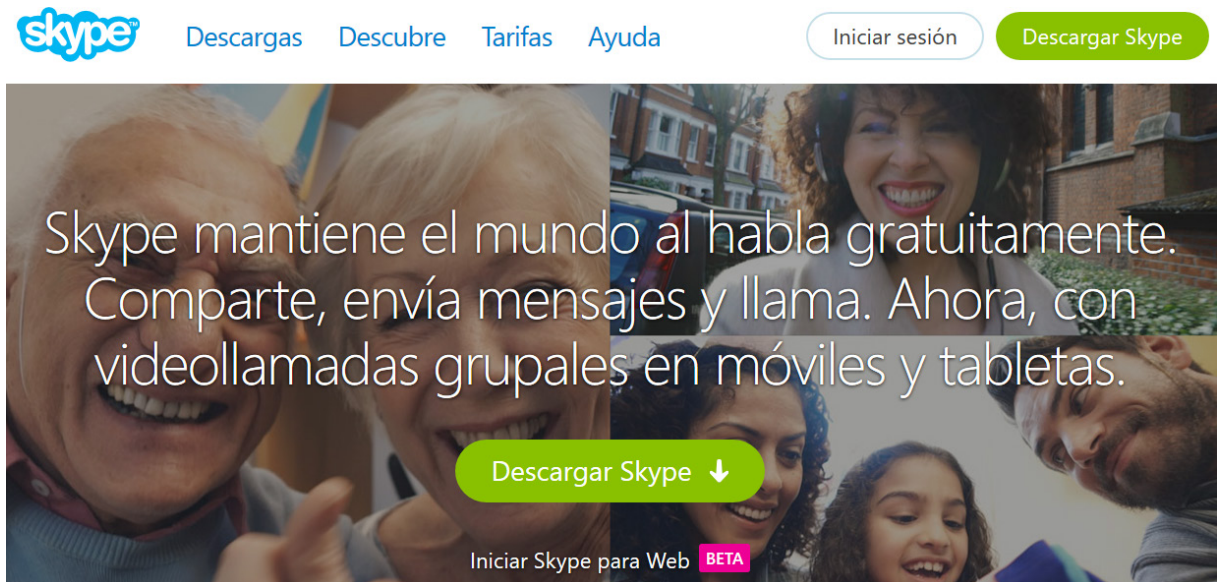 skype™
Descargas Descubre Tarifas Ayuda
Iniciar sesión
Descargar Skype
Skype mantiene el mundo al habla gratuitamente.
Comparte, envía mensajes y llama. Ahora, con
videollamadas grupales en móviles y tabletas.
Descargar Skype
Iniciar Skype para Web BETA